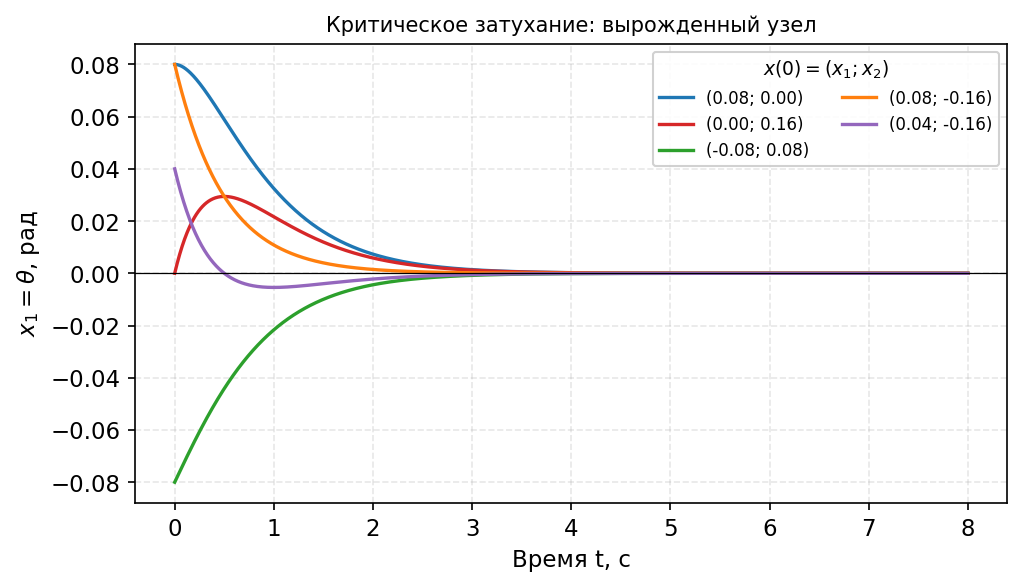 Критическое затухание: вырожденный узел
x(0) = (x₁; x₂)
(0.08; 0.00)
(0.00; 0.16)
(-0.08; 0.08)
(0.08; -0.16)
(0.04; -0.16)
x₁ = θ, рад
0.08
0.06
0.04
0.02
0.00
−0.02
−0.04
−0.06
−0.08
0 1 2 3 4 5 6 7 8
Время t, с